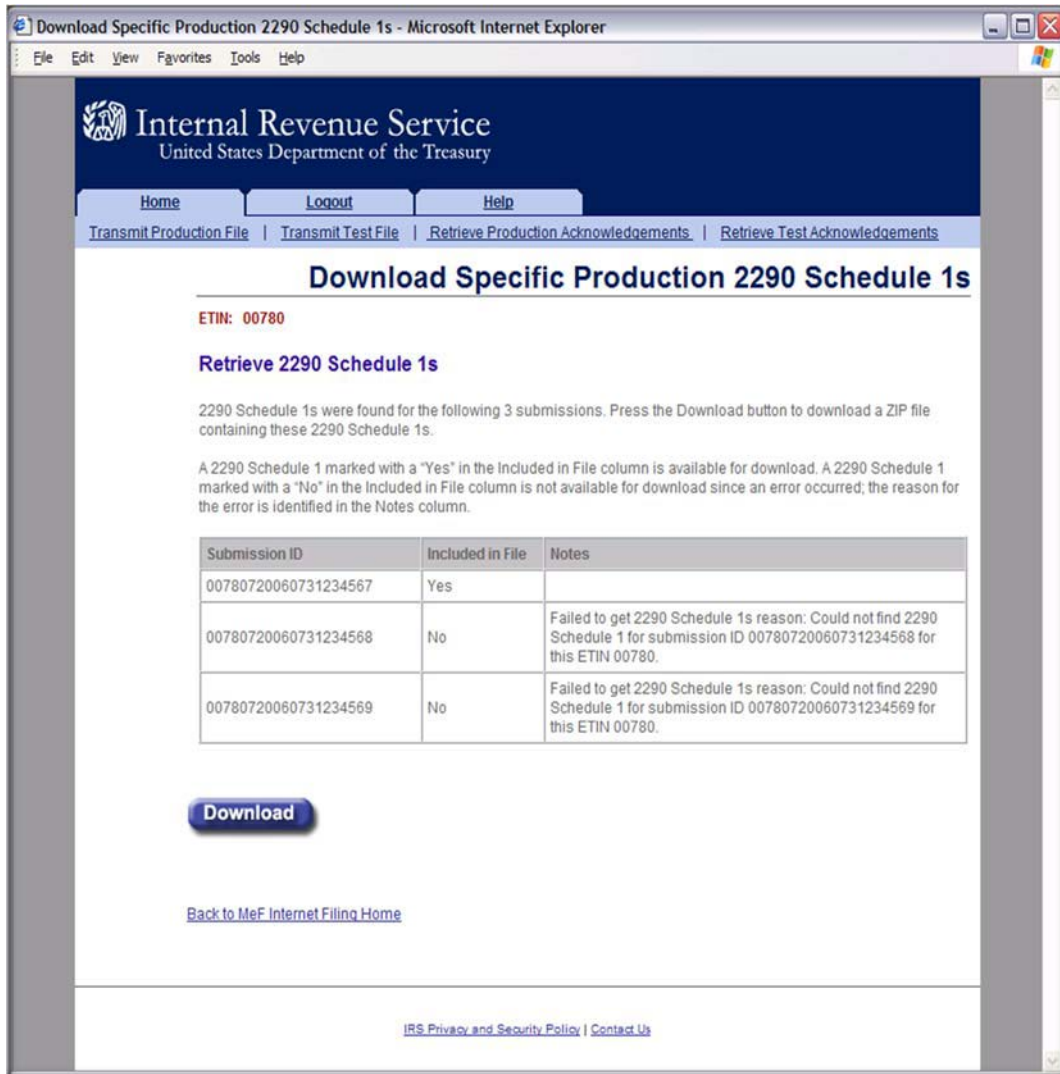 Download Specific Production 2290 Schedule 1s - Microsoft Internet Explorer
File Edit View Favorites Tools Help
Internal Revenue Service
United States Department of the Treasury
Home Logout Help
Transmit Production File | Transmit Test File | Retrieve Production Acknowledgements | Retrieve Test Acknowledgements
Download Specific Production 2290 Schedule 1s
ETIN: 00780
Retrieve 2290 Schedule 1s
2290 Schedule 1s were found for the following 3 submissions. Press the Download button to download a ZIP file
containing these 2290 Schedule 1s.
A 2290 Schedule 1 marked with a "Yes" in the Included in File column is available for download. A 2290 Schedule 1
marked with a "No" in the Included in File column is not available for download since an error occurred; the reason for
the error is identified in the Notes column.
Submission ID Included in File Notes
00780720060731234567 Yes
00780720060731234568 No Failed to get 2290 Schedule 1s reason: Could not find 2290
Schedule 1 for submission ID 00780720060731234568 for
this ETIN 00780.
00780720060731234569 No Failed to get 2290 Schedule 1s reason: Could not find 2290
Schedule 1 for submission ID 00780720060731234569 for
this ETIN 00780.
Download
Back to MeF Internet Filing Home
IRS Privacy and Security Policy | Contact Us